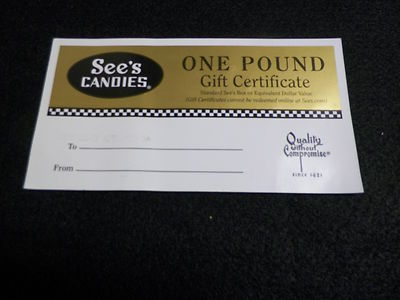 See's
CANDIES®
ONE POUND
Gift Certificate
Standard See's Box or Equivalent Dollar Value
(Gift Certificates cannot be redeemed online at Sees.com)
To
From
Quality
without
Compromise®
SINCE 1921